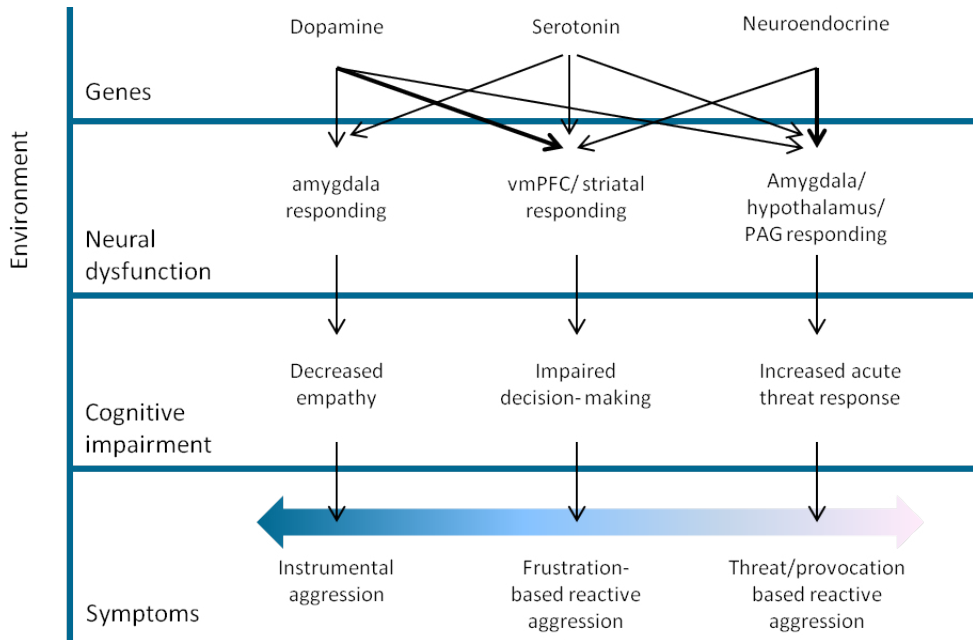 Environment
Dopamine
Serotonin
Neuroendocrine
Genes
amygdala
responding
vmPFC/ striatal
responding
Amygdala/
hypothalamus/
PAG responding
Neural
dysfunction
Decreased
empathy
Impaired
decision- making
Increased acute
threat response
Cognitive
impairment
Instrumental
aggression
Frustration-
based reactive
aggression
Threat/provocation
based reactive
aggression
Symptoms